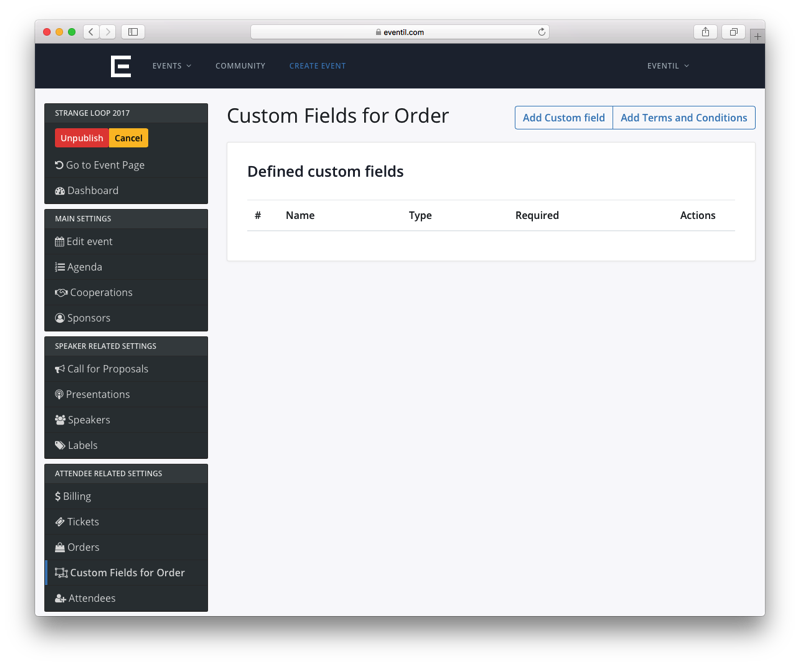 eventil.com
E EVENTS COMMUNITY CREATE EVENT EVENTIL
STRANGE LOOP 2017
Unpublish Cancel
Go to Event Page
Dashboard
MAIN SETTINGS
Edit event
Agenda
Cooperations
Sponsors
SPEAKER RELATED SETTINGS
Call for Proposals
Presentations
Speakers
Labels
ATTENDEE RELATED SETTINGS
Billing
Tickets
Orders
Custom Fields for Order
Attendees
Custom Fields for Order
Add Custom field Add Terms and Conditions
Defined custom fields
# Name Type Required Actions